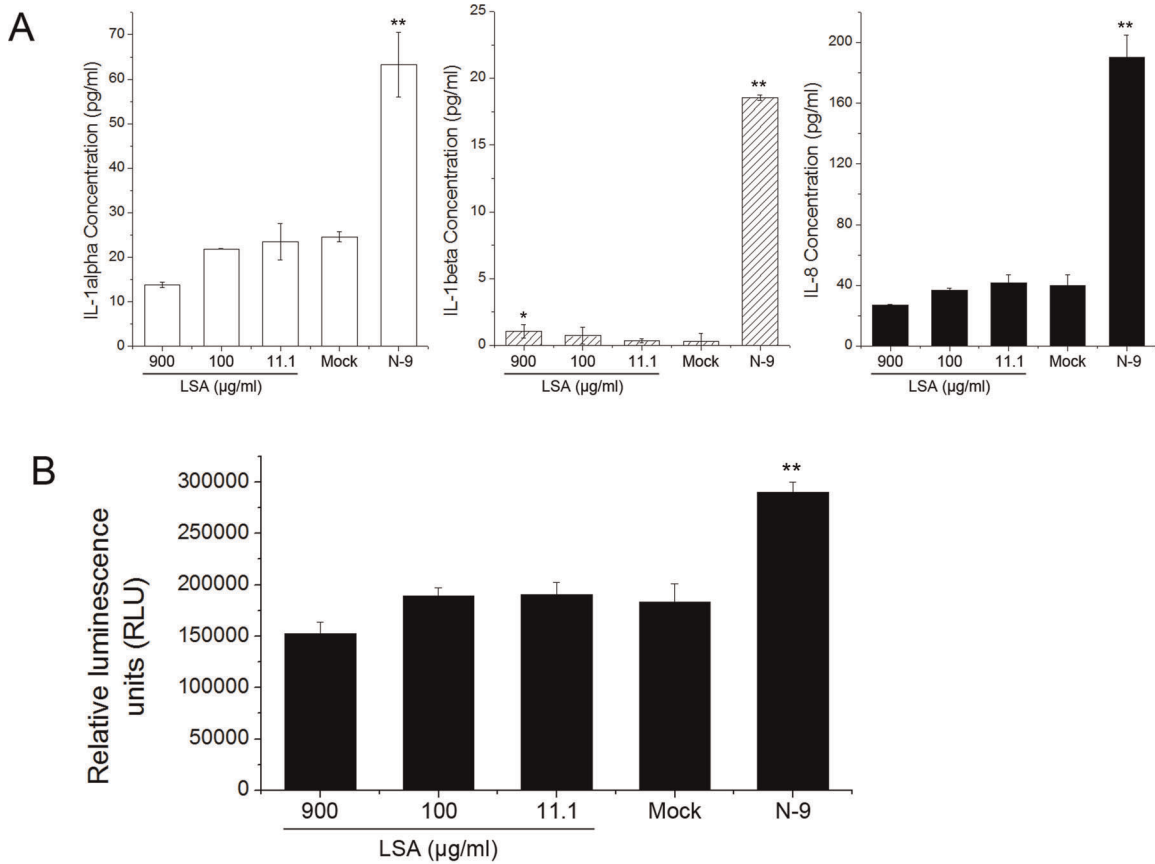 A
IL-1alpha Concentration (pg/ml)
70
60
50
40
30
20
10
0
**
900 100 11.1 Mock N-9
LSA (µg/ml)
IL-1beta Concentration (pg/ml)
25
20
15
10
5
0
*
**
900 100 11.1 Mock N-9
LSA (µg/ml)
IL-8 Concentration (pg/ml)
200
160
120
80
40
0
**
900 100 11.1 Mock N-9
LSA (µg/ml)
B
Relative luminescence
units (RLU)
300000
250000
200000
150000
100000
50000
0
**
900 100 11.1 Mock N-9
LSA (µg/ml)